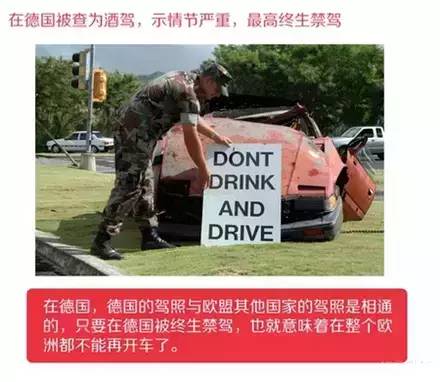 在德国被查为酒驾，示情节严重，最高终生禁驾
DONT
DRINK
AND
DRIVE
在德国，德国的驾照与欧盟其他国家的驾照是相通
的，只要在德国被终生禁驾，也就意味着在整个欧
洲都不能再开车了。